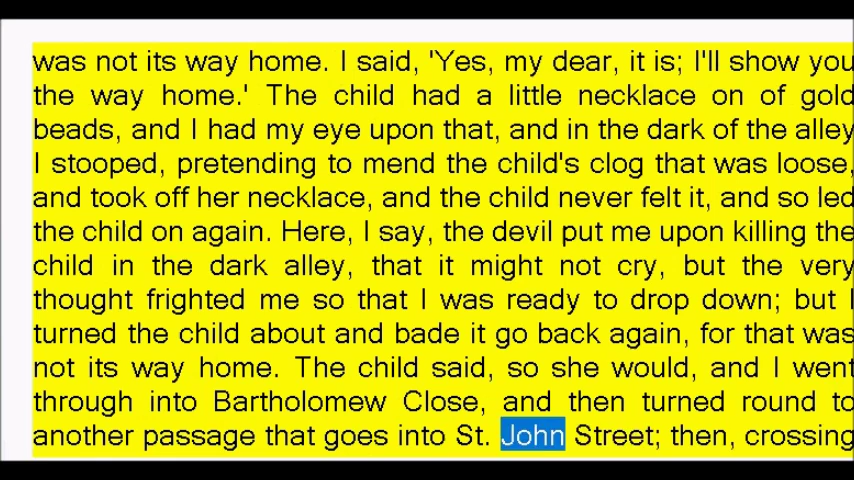 was not its way home. I said, 'Yes, my dear, it is; I'll show you
the way home.' The child had a little necklace on of gold
beads, and I had my eye upon that, and in the dark of the alley
I stooped, pretending to mend the child's clog that was loose,
and took off her necklace, and the child never felt it, and so led
the child on again. Here, I say, the devil put me upon killing the
child in the dark alley, that it might not cry, but the very
thought frighted me so that I was ready to drop down; but I
turned the child about and bade it go back again, for that was
not its way home. The child said, so she would, and I went
through into Bartholomew Close, and then turned round to
another passage that goes into St. John Street; then, crossing